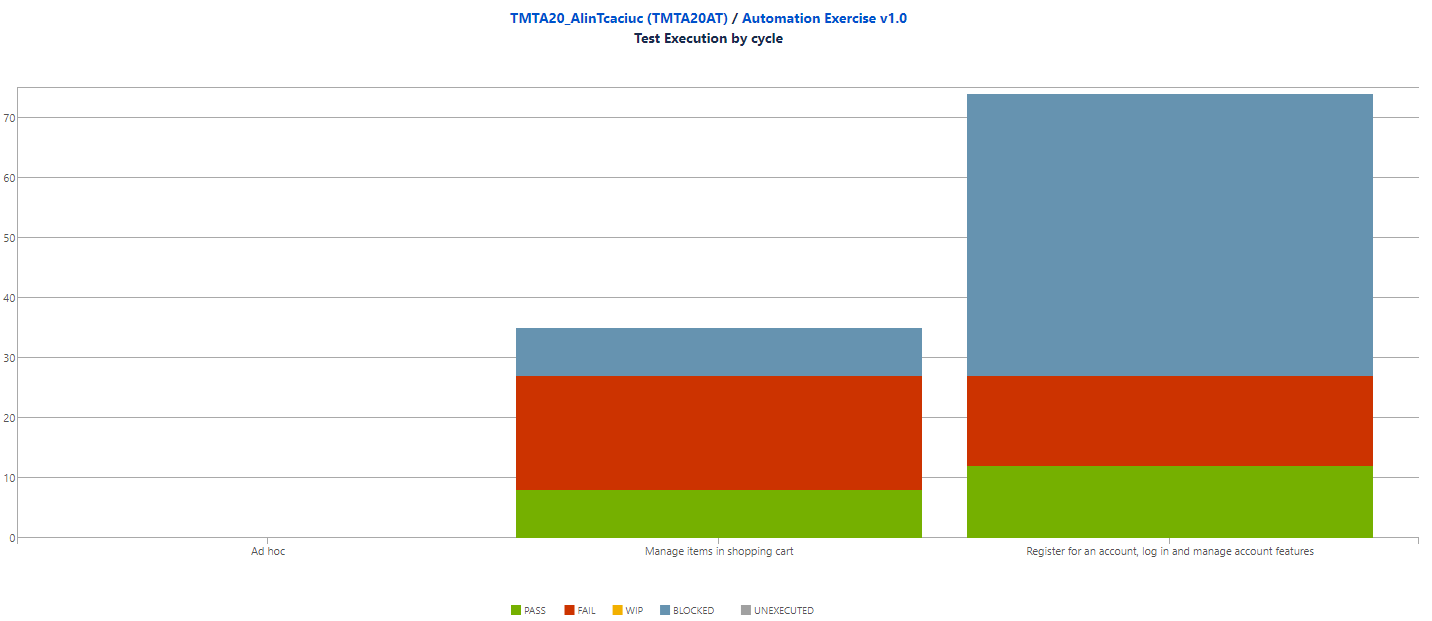 TMTA20_AlinTcaciuc (TMTA20AT) / Automation Exercise v1.0
Test Execution by cycle
70
60
50
40
30
20
10
0
Ad hoc
Manage items in shopping cart
Register for an account, log in and manage account features
PASS FAIL WIP BLOCKED UNEXECUTED